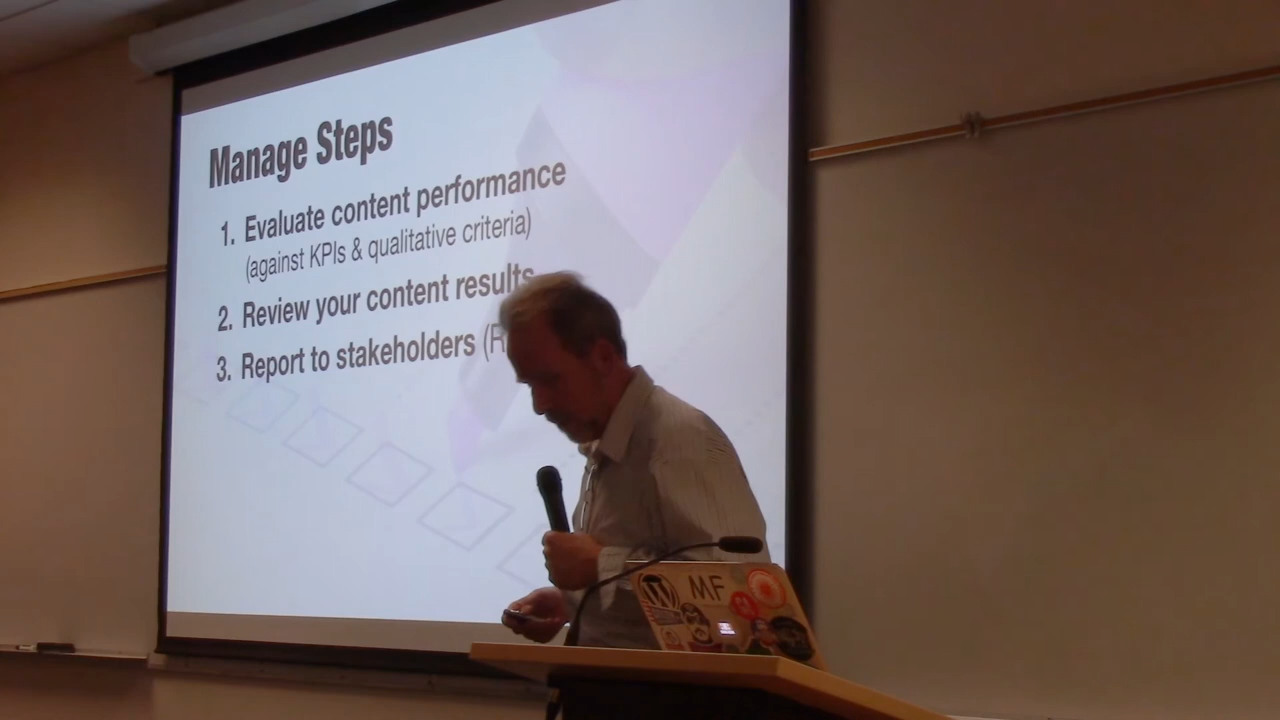 Manage Steps
1. Evaluate content performance
(against KPIs & qualitative criteria)
2. Review your content results
3. Report to stakeholders (R
MF
W